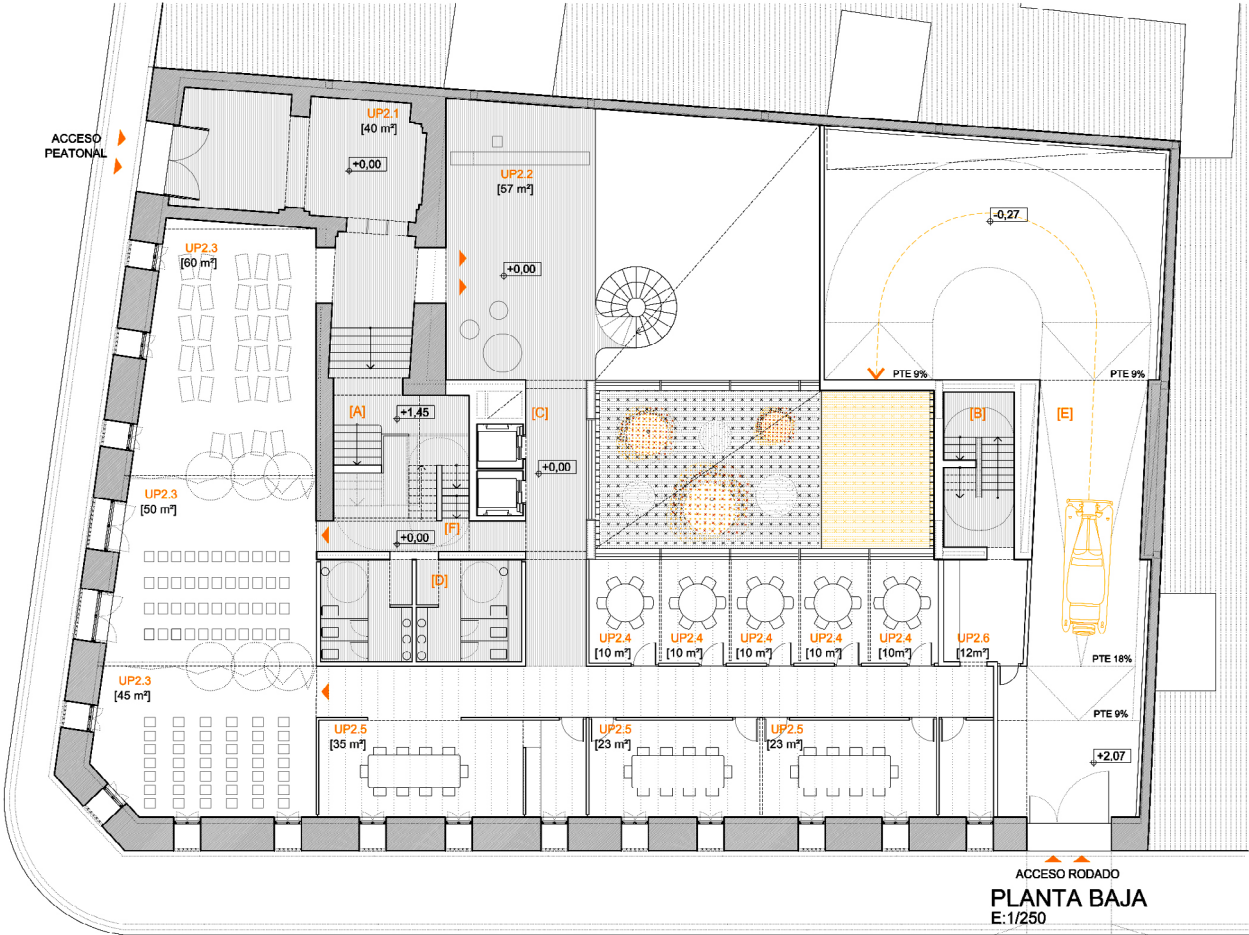 UP2.1
[40 m²]
ACCESO
PEATONAL
+0,00
UP2.2
[57 m²]
-0,27
UP2.3
[60 m²]
+0,00
PTE 9%
PTE 9%
[A]
+1,45
[C]
[B]
[E]
+0,00
UP2.3
[50 m²]
[F]
+0,00
[D]
UP2.4
[10 m²]
UP2.4
[10 m²]
UP2.4
[10 m²]
UP2.4
[10 m²]
UP2.4
[10m²]
UP2.6
[12m²]
PTE 18%
UP2.3
[45 m²]
PTE 9%
UP2.5
[35 m²]
UP2.5
[23 m²]
UP2.5
[23 m²]
+2,07
ACCESO RODADO
PLANTA BAJA
E:1/250